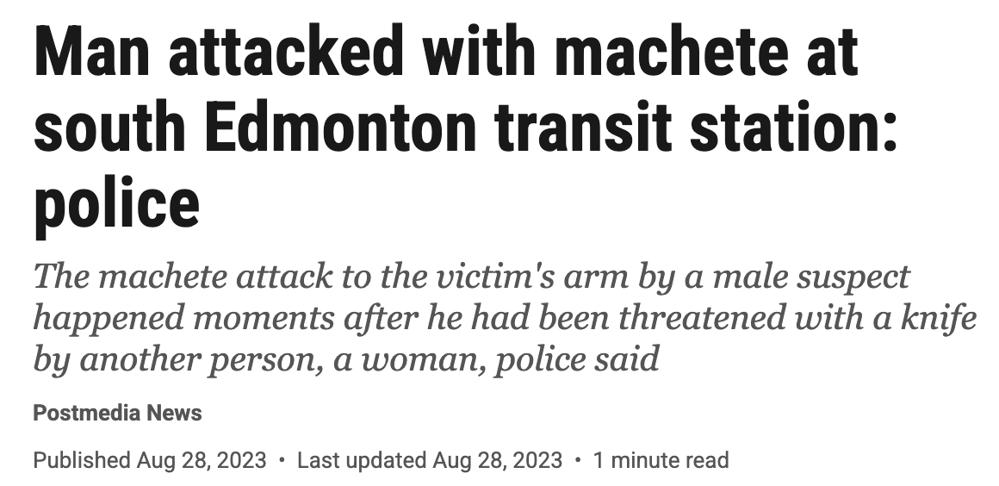 Man attacked with machete at
south Edmonton transit station:
police
The machete attack to the victim's arm by a male suspect
happened moments after he had been threatened with a knife
by another person, a woman, police said
Postmedia News
Published Aug 28, 2023 • Last updated Aug 28, 2023 • 1 minute read